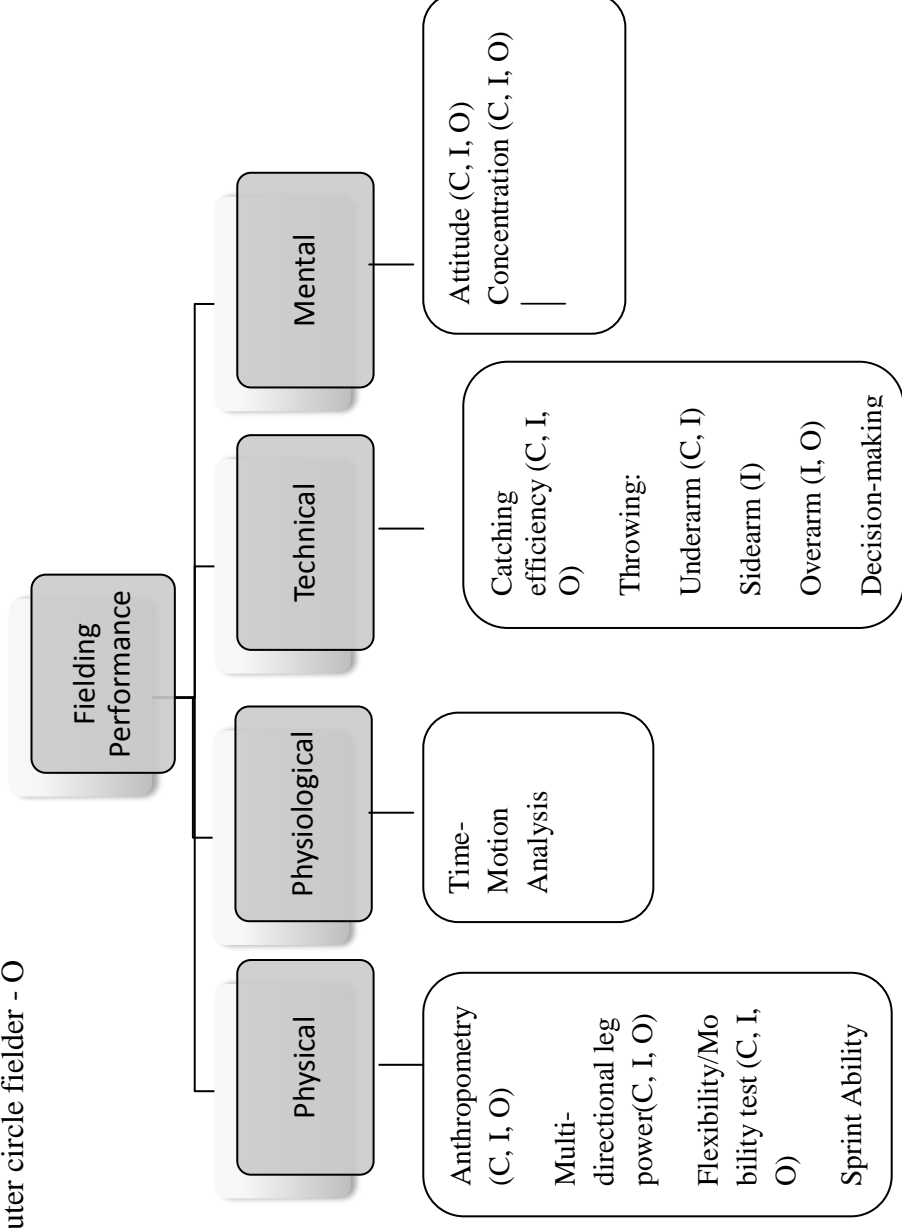 uter circle fielder - O
Fielding
Performance
Physical
Physiological
Technical
Mental
Anthropometry
(C, I, O)
Multi-
directional leg
power(C, I, O)
Flexibility/Mo
bility test (C, I,
O)
Sprint Ability
Time-
Motion
Analysis
Catching
efficiency (C, I,
O)
Throwing:
Underarm (C, I)
Sidearm (I)
Overarm (I, O)
Decision-making
Attitude (C, I, O)
Concentration (C, I, O)